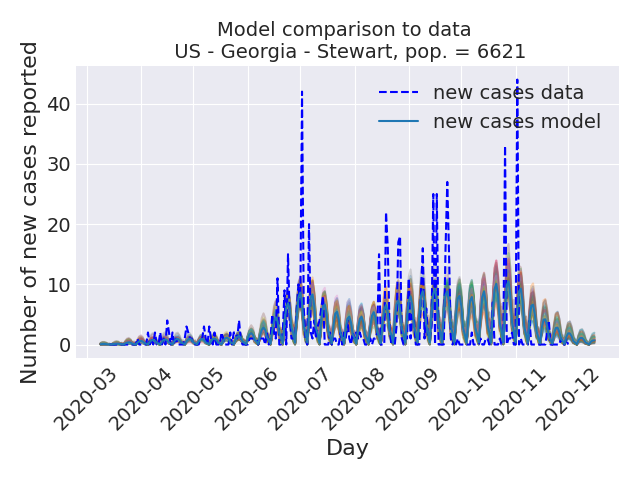 Model comparison to data
US - Georgia - Stewart, pop. = 6621
new cases data
new cases model
Number of new cases reported
40
30
20
10
0
2020-03
2020-04
2020-05
2020-06
2020-07
2020-08
2020-09
2020-10
2020-11
2020-12
Day